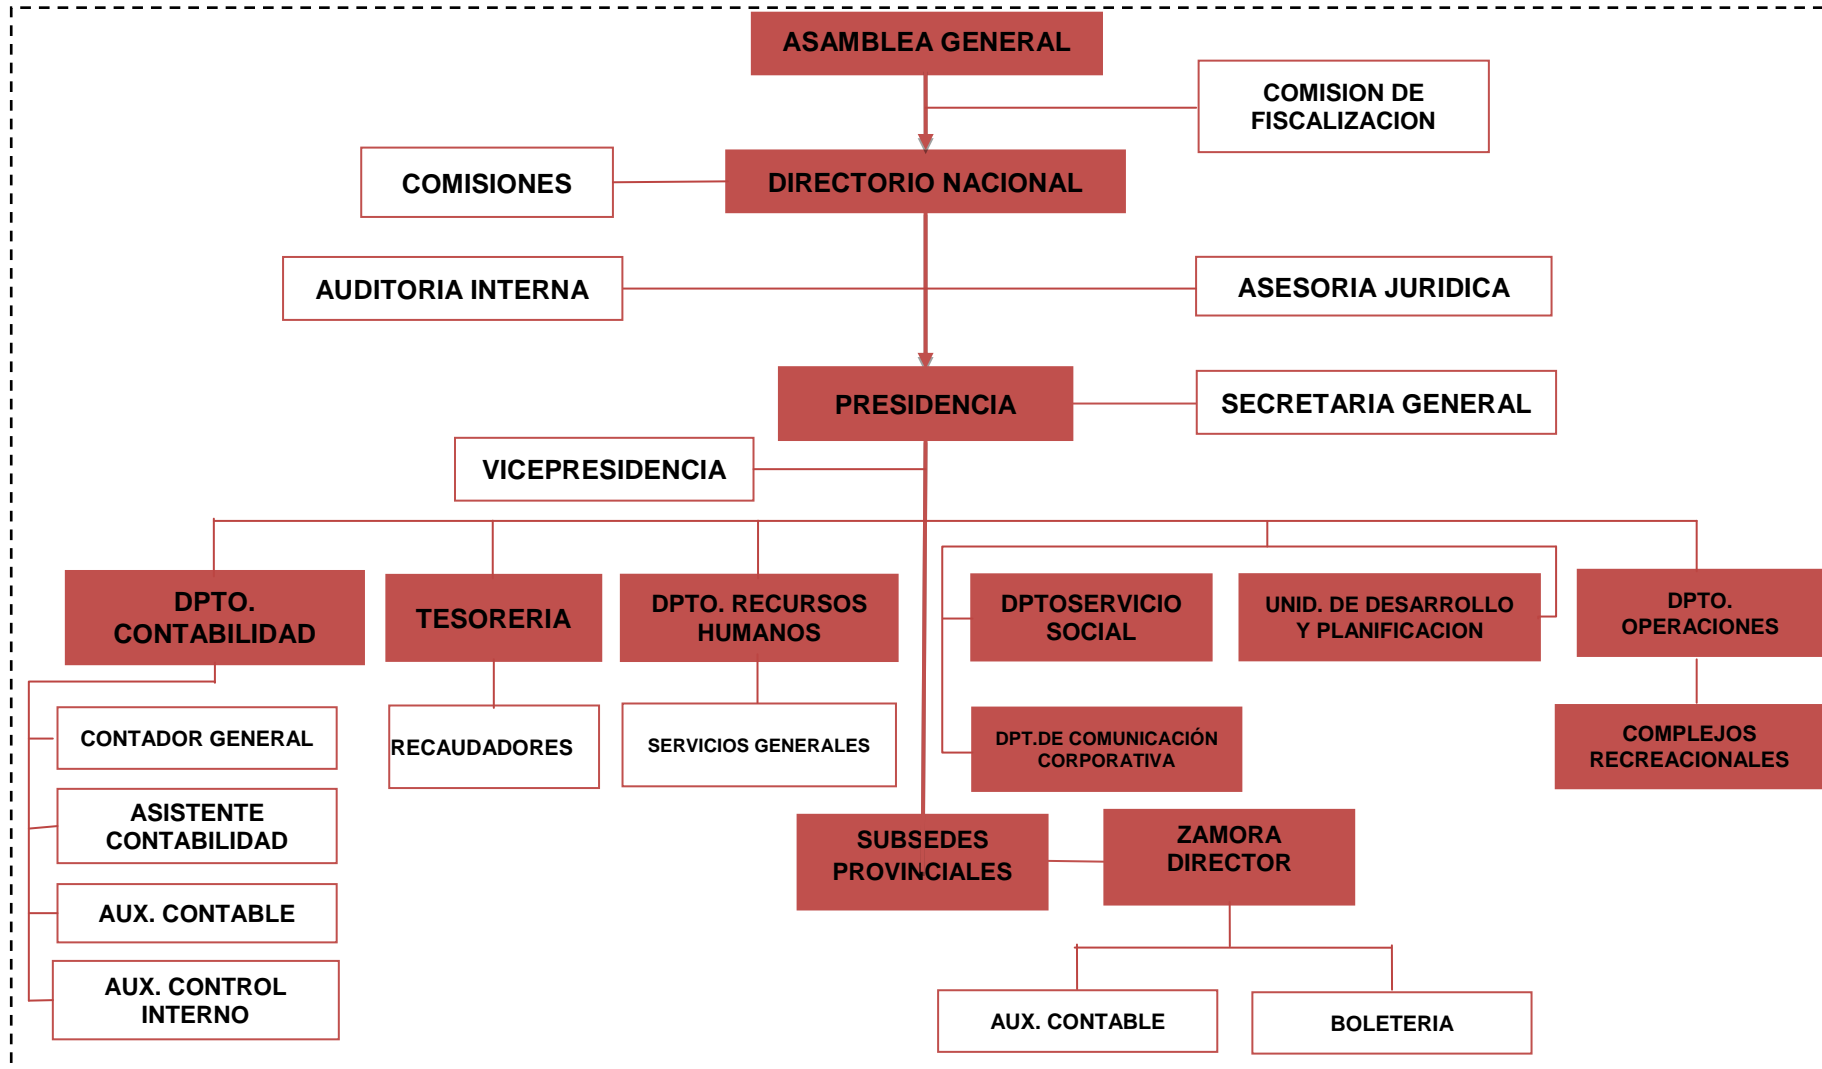 ASAMBLEA GENERAL
COMISION DE
FISCALIZACION
COMISIONES
DIRECTORIO NACIONAL
AUDITORIA INTERNA
ASESORIA JURIDICA
PRESIDENCIA
SECRETARIA GENERAL
VICEPRESIDENCIA
DPTO.
CONTABILIDAD
TESORERIA
DPTO. RECURSOS
HUMANOS
DPTOSERVICIO
SOCIAL
UNID. DE DESARROLLO
Y PLANIFICACION
DPTO.
OPERACIONES
CONTADOR GENERAL
RECAUDADORES
SERVICIOS GENERALES
DPT.DE COMUNICACIÓN
CORPORATIVA
COMPLEJOS
RECREACIONALES
ASISTENTE
CONTABILIDAD
SUBSEDES
PROVINCIALES
ZAMORA
DIRECTOR
AUX. CONTABLE
AUX. CONTROL
INTERNO
AUX. CONTABLE
BOLETERIA